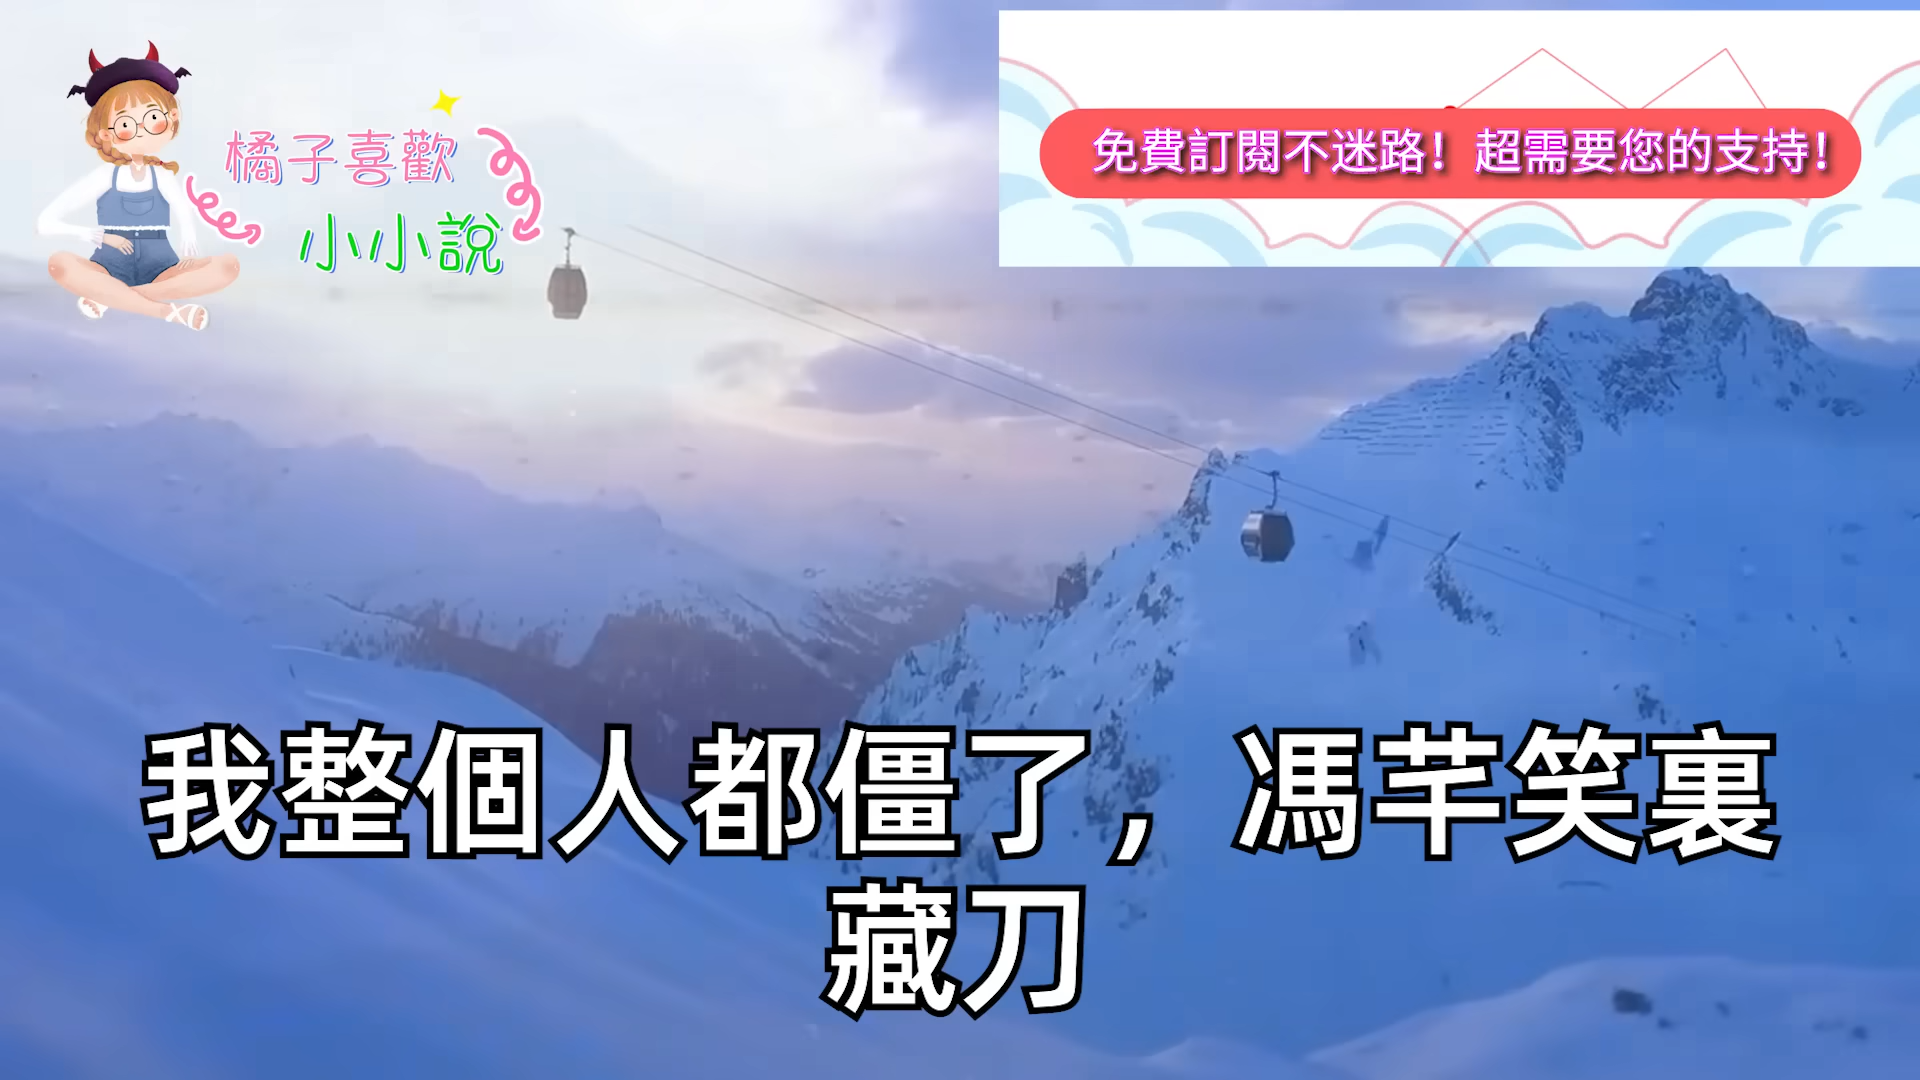 橘子喜歡
小小說
免費訂閱不迷路！超需要您的支持！
我整個人都僵了，馮芊笑裏
藏刀